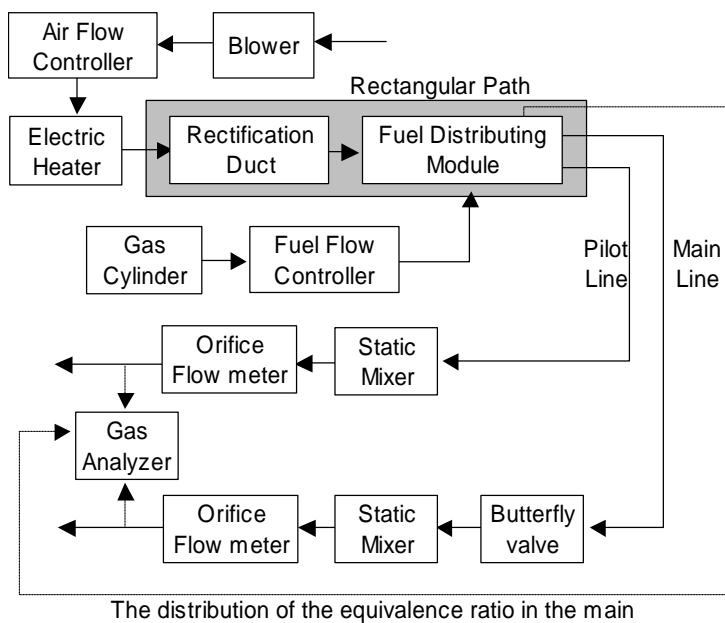 Air Flow
Controller
Blower
Rectangular Path
Electric
Heater
Rectification
Duct
Fuel Distributing
Module
Gas
Cylinder
Fuel Flow
Controller
Pilot
Line
Main
Line
Orifice
Flow meter
Static
Mixer
Gas
Analyzer
Orifice
Flow meter
Static
Mixer
Butterfly
valve
The distribution of the equivalence ratio in the main